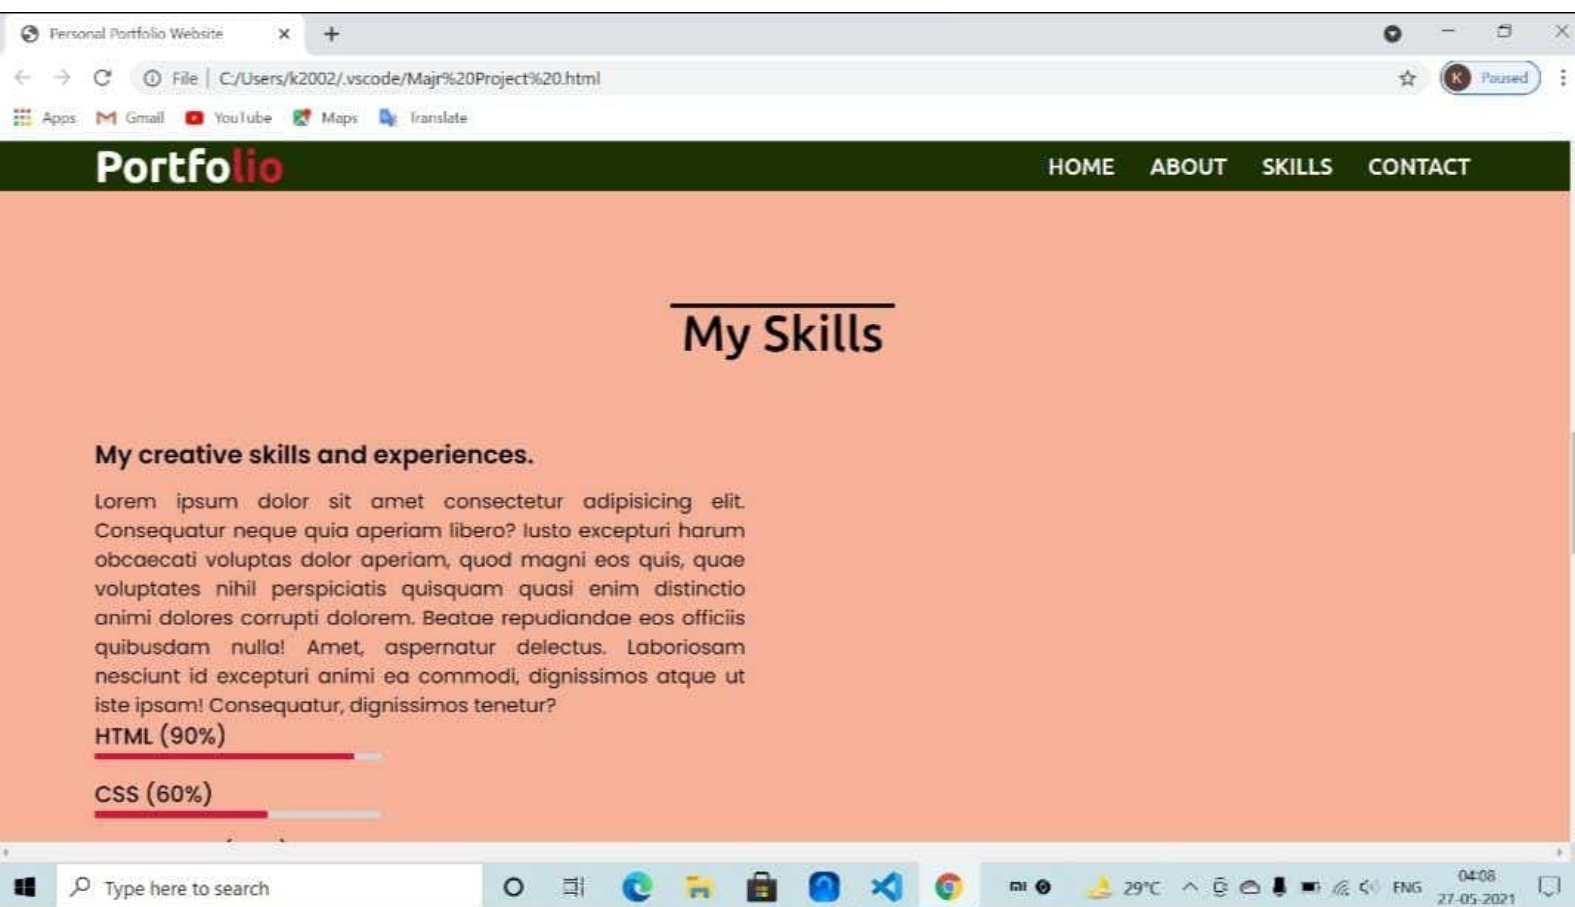 Personal Portfolio Website
File | C:/Users/k2002/.vscode/Majr%20Project%20.html
K Paused
Apps Gmail YouTube Maps Translate
Portfolio HOME ABOUT SKILLS CONTACT
My Skills
My creative skills and experiences.
Lorem ipsum dolor sit amet consectetur adipisicing elit.
Consequatur neque quia aperiam libero? Iusto excepturi harum
obcaecati voluptas dolor aperiam, quod magni eos quis, quae
voluptates nihil perspiciatis quisquam quasi enim distinctio
animi dolores corrupti dolorem. Beatae repudiandae eos officiis
quibusdam nulla! Amet, aspernatur delectus. Laboriosam
nesciunt id excepturi animi ea commodi, dignissimos atque ut
iste ipsam! Consequatur, dignissimos tenetur?
HTML (90%)
CSS (60%)
Type here to search
29°C ENG 04:08
27-05-2021